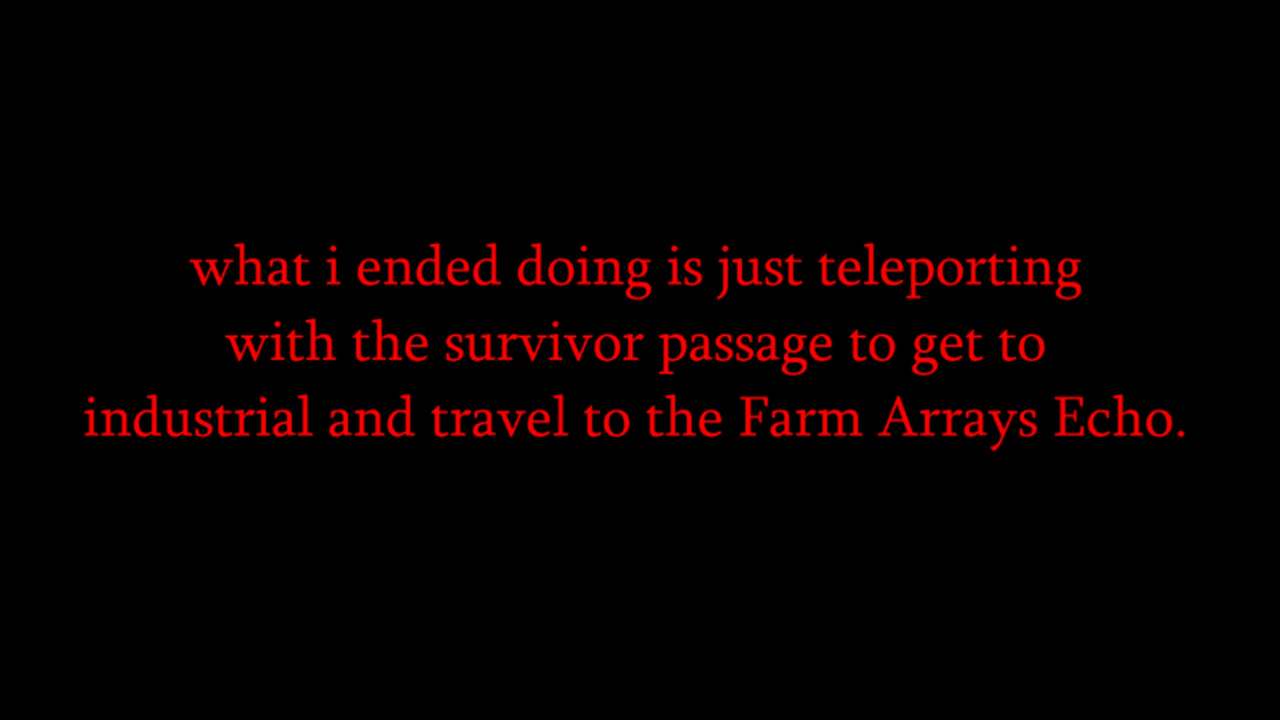 what i ended doing is just teleporting
with the survivor passage to get to
industrial and travel to the Farm Arrays Echo.